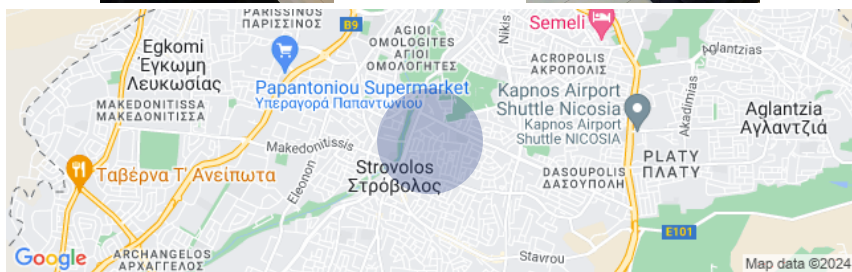 PARISSINOS
ΠΑΡΙΣΣΙΝΟΣ
B9
AGIOI
OMOLOGITES
ΑΓΙΟΙ
ΟΜΟΛΟΓΗΤΕΣ
Nikis
Semeli
Aglantzias
Egkomi
Έγκωμη
Λευκωσίας
ACROPOLIS
ΑΚΡΟΠΟΛΙΣ
Papantoniou Supermarket
Υπεραγορά Παπαντωνίου
Kapnos Airport
Shuttle Nicosia
Kapnos Airport
Shuttle NICOSIA
Akadimias
Aglantzia
Αγλαντζιά
MAKEDONITISSA
ΜΑΚΕΔΟΝΙΤΙΣΣΑ
Makedonitissis
Eleonon
Strovolos
Στρόβολος
PLATY
ΠΛΑΤΥ
DASOUPOLIS
ΔΑΣΟΥΠΟΛΗ
Ταβέρνα Τ' Ανείπωτα
E101
Stavrou
ARCHANGELOS
ΑΡΧΑΓΓΕΛΟΣ
Google
Map data ©2024